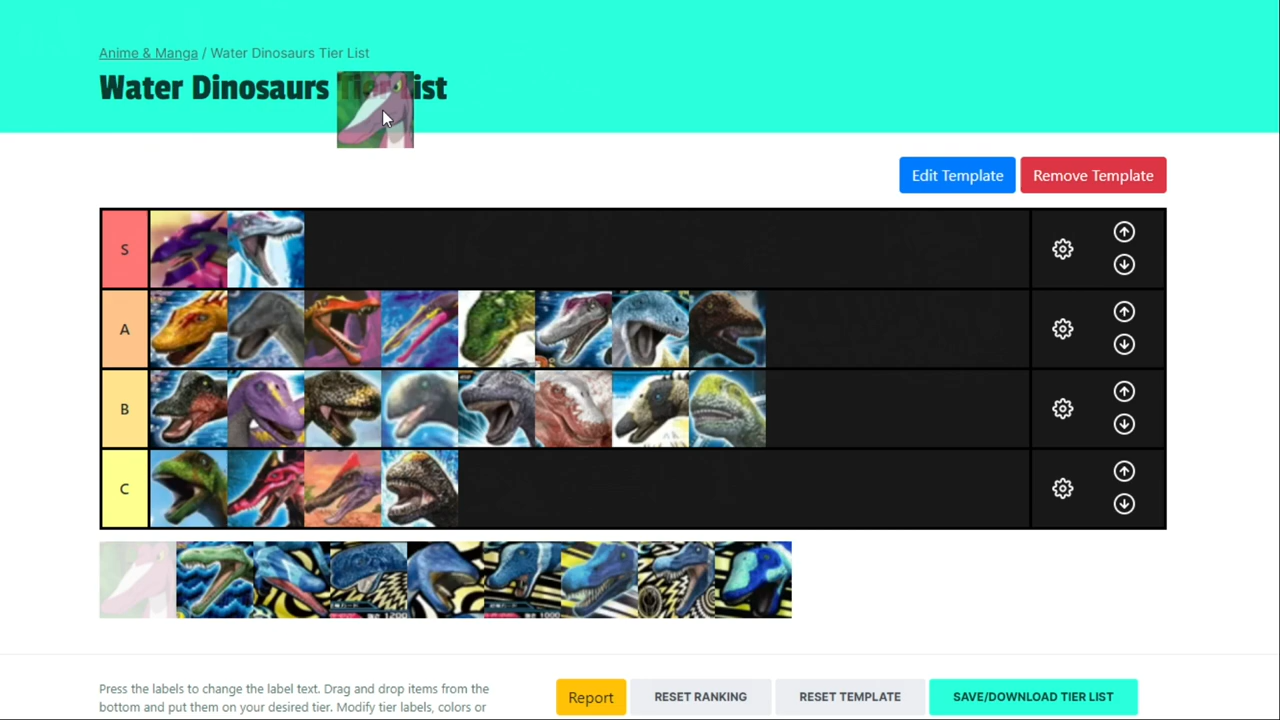 Anime & Manga / Water Dinosaurs Tier List
Water Dinosaurs Tier List
Edit Template
Remove Template
S
A
B
C
Press the labels to change the label text. Drag and drop items from the
bottom and put them on your desired tier. Modify tier labels, colors or
Report
RESET RANKING
RESET TEMPLATE
SAVE/DOWNLOAD TIER LIST